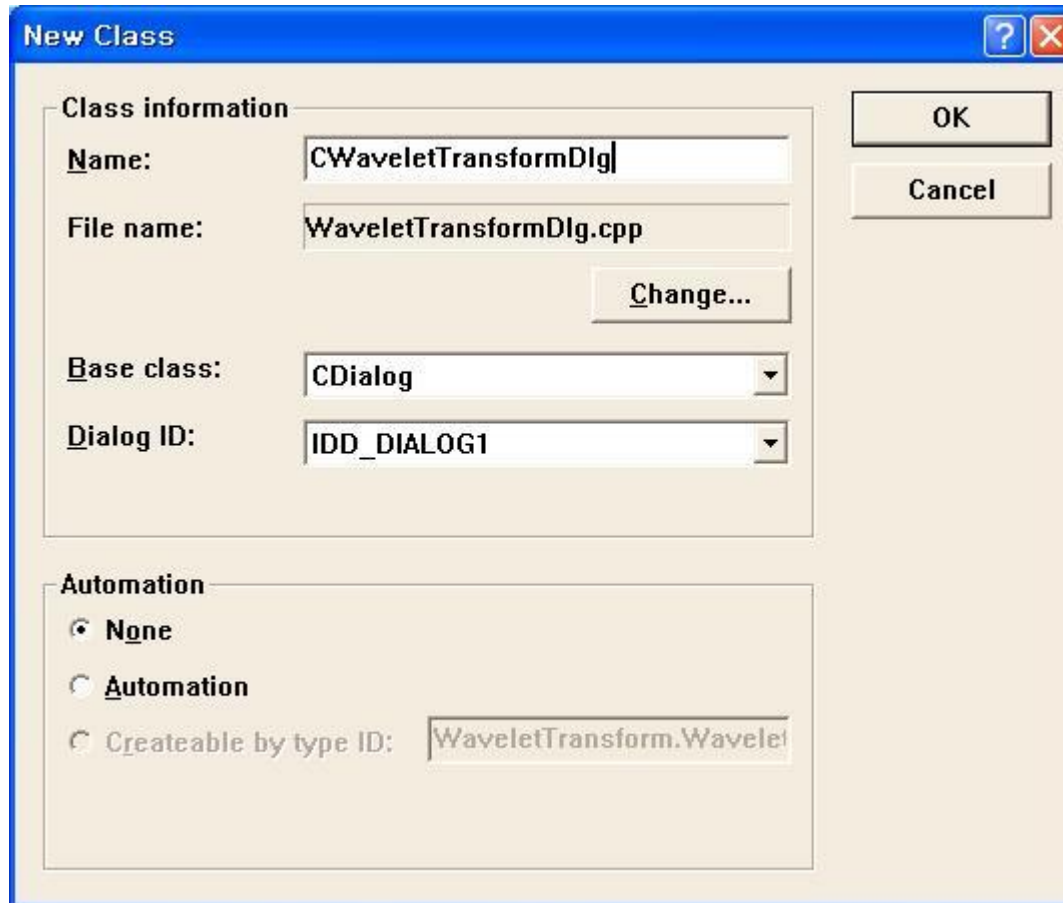 New Class
Class information
Name: CWaveletTransformDlg
File name: WaveletTransformDlg.cpp
Change...
Base class: CDialog
Dialog ID: IDD_DIALOG1
OK
Cancel
Automation
None
Automation
Createable by type ID: WaveletTransform.Wavelet